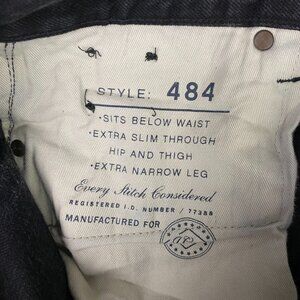 STYLE: 484
•SITS BELOW WAIST
•EXTRA SLIM THROUGH
HIP AND THIGH
•EXTRA NARROW LEG
Every Stitch Considered
REGISTERED I.D. NUMBER / 77388
MANUFACTURED FOR